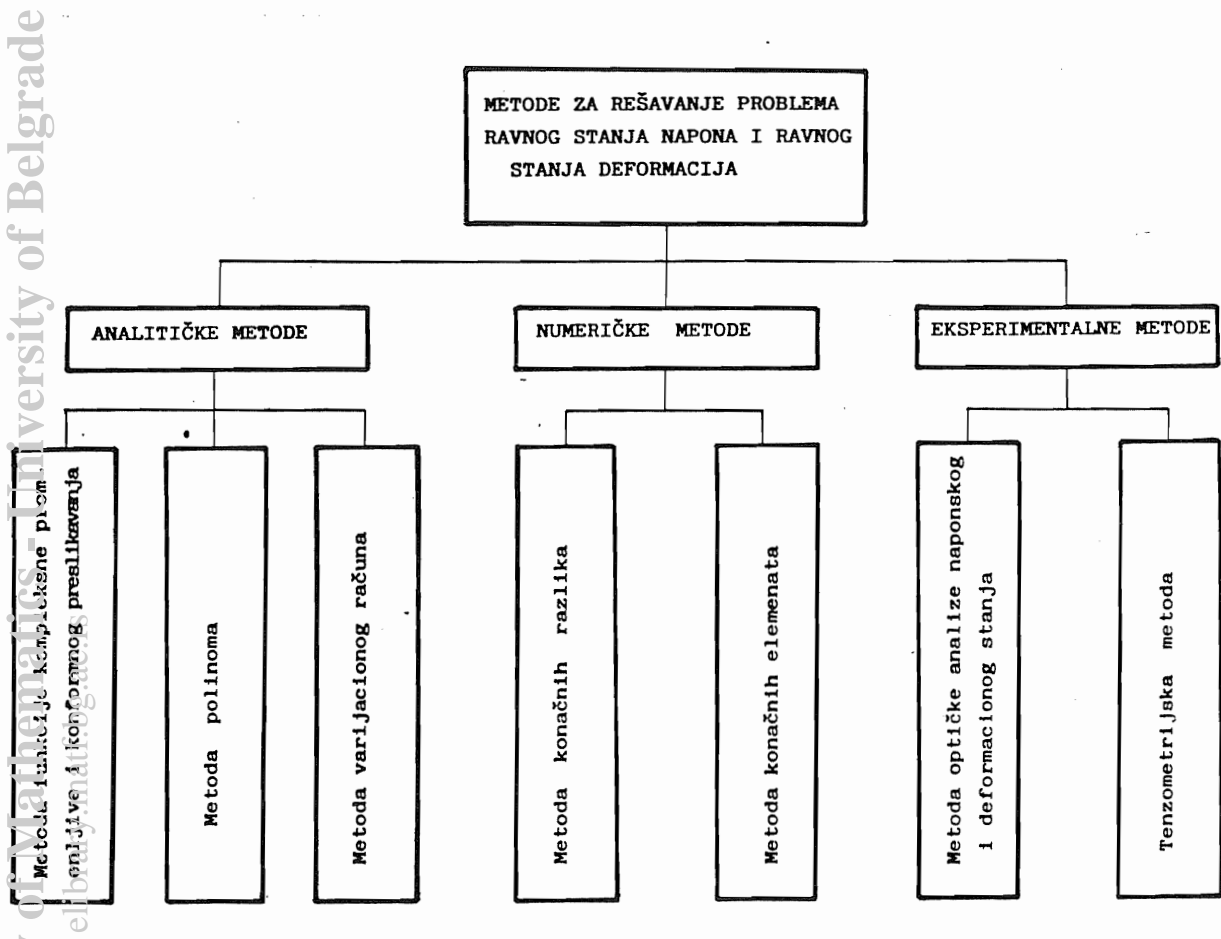 METODE ZA REŠAVANJE PROBLEMA
RAVNOG STANJA NAPONA I RAVNOG
STANJA DEFORMACIJA
ANALITIČKE METODE
NUMERIČKE METODE
EKSPERIMENTALNE METODE
Metoda funkcije kompleksne prom.
enljive i konformnog preslikavanja
Metoda polinoma
Metoda varijacionog računa
Metoda konačnih razlika
Metoda konačnih elemenata
Metoda optičke analize naponskog
i deformacionog stanja
Tenzometrijska metoda
of Mathematics - University of Belgrade
elibrary.matf.bg.ac.rs